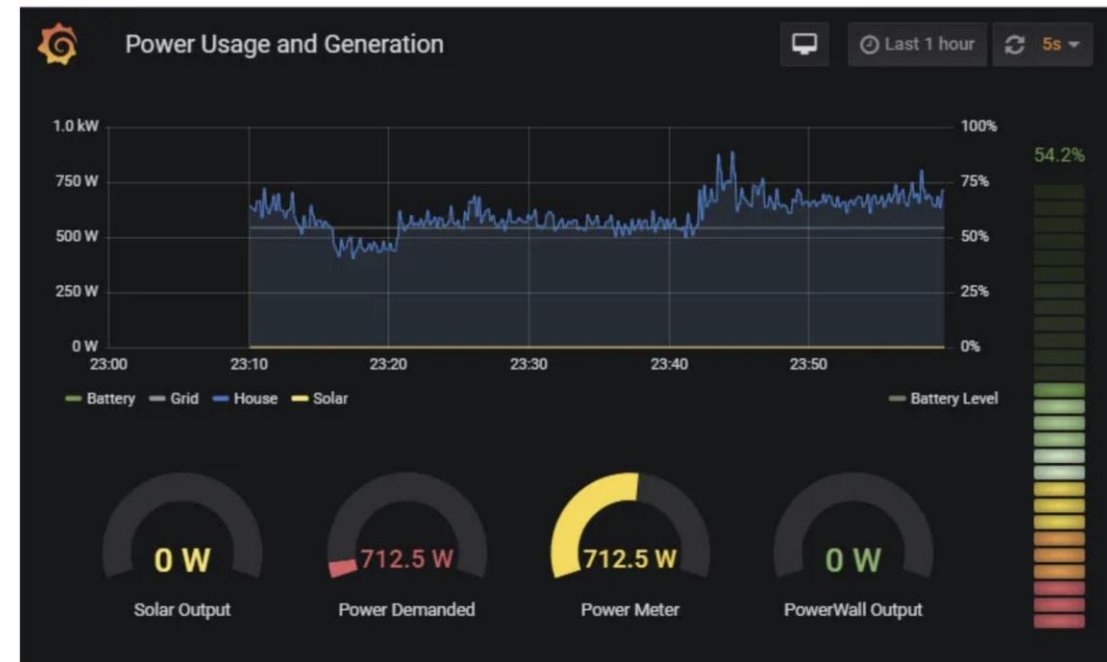 Power Usage and Generation
Last 1 hour
5s
1.0 kW
100%
54.2%
750 W
75%
500 W
50%
250 W
25%
0 W
0%
23:00 23:10 23:20 23:30 23:40 23:50
Battery Grid House Solar
Battery Level
0 W
712.5 W
712.5 W
0 W
Solar Output
Power Demanded
Power Meter
PowerWall Output